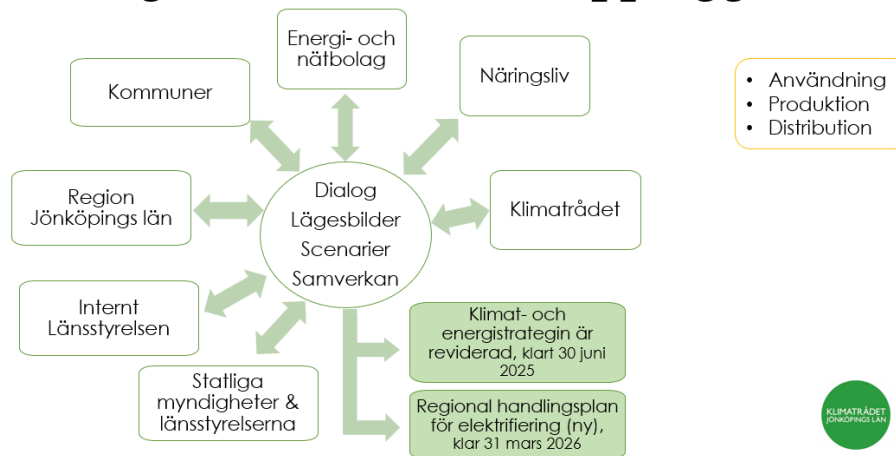 Energi- och
nätbolag
Kommuner
Näringsliv
• Användning
• Produktion
• Distribution
Region
Jönköpings län
Dialog
Lägesbilder
Scenarier
Samverkan
Klimatrådet
Internt
Länsstyrelsen
Statliga
myndigheter &
länsstyrelserna
Klimat- och
energistrategin är
reviderad, klart 30 juni
2025
Regional handlingsplan
för elektrifiering (ny),
klar 31 mars 2026
KLIMATRÅDET
JÖNKÖPINGS LÄN